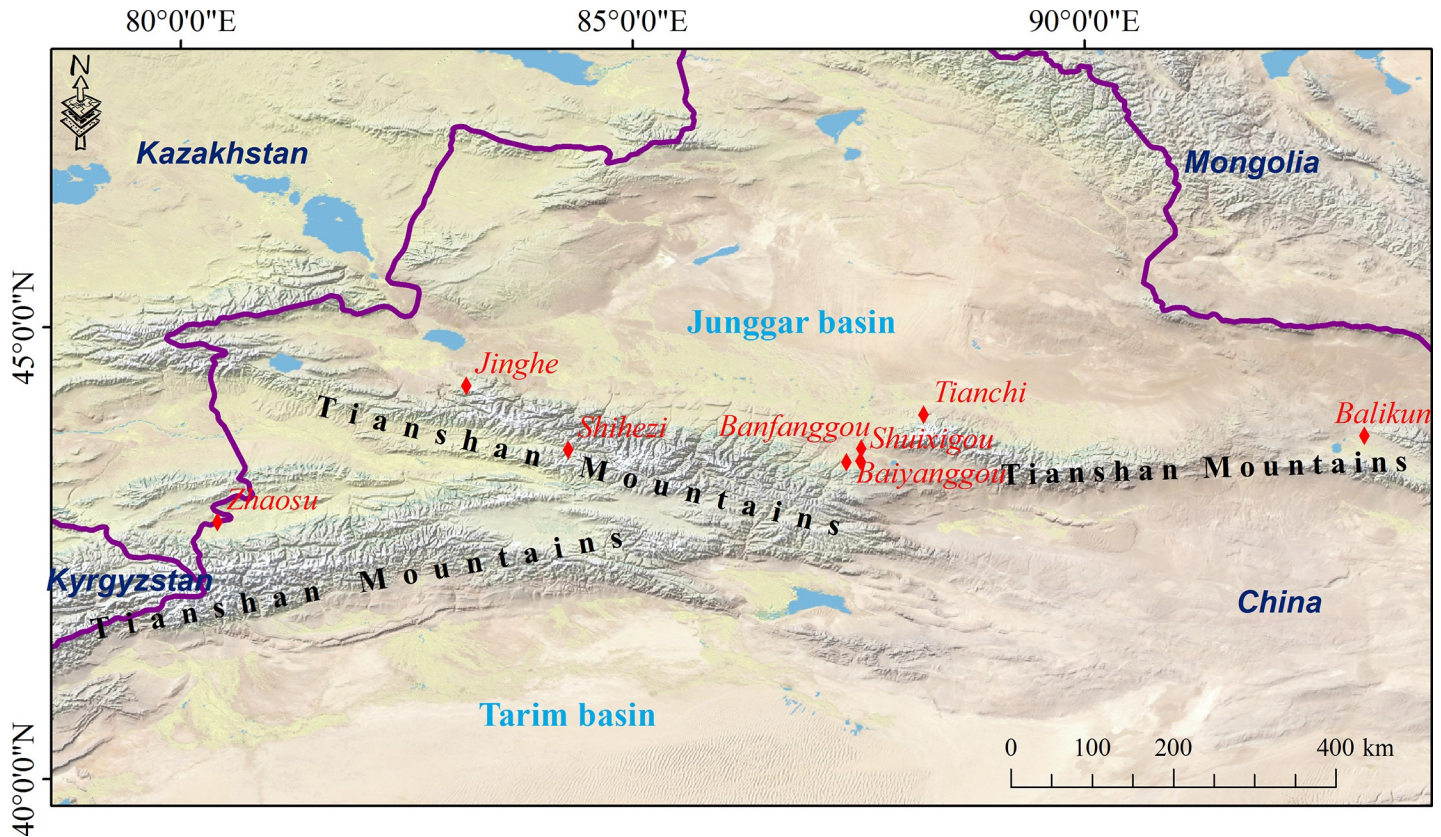 80°0'0"E
85°0'0"E
90°0'0"E
N
Kazakhstan
Mongolia
45°0'0"N
Junggar basin
Jinghe
Tianchi
Tianshan Mountains
Shihezi
Banfanggou
Shuixigou
Balikun
Baiyanggou
Tianshan Mountains
Zhaosu
Kyrgyzstan
Tianshan Mountains
China
Tarim basin
0 100 200 400 km
40°0'0"N